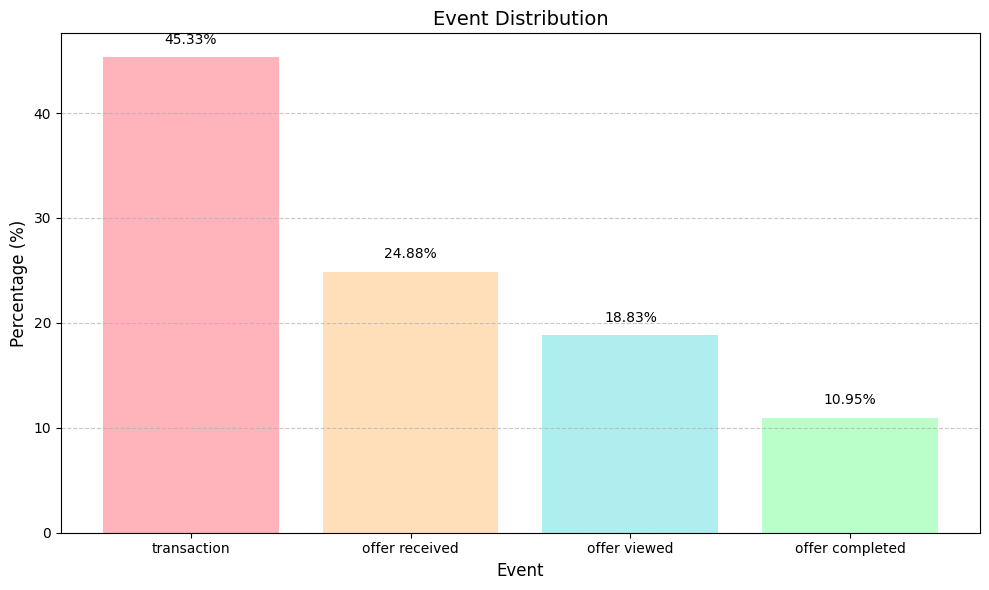 Event Distribution
45.33%
24.88%
18.83%
10.95%
Percentage (%)
40
30
20
10
0
transaction
offer received
offer viewed
offer completed
Event